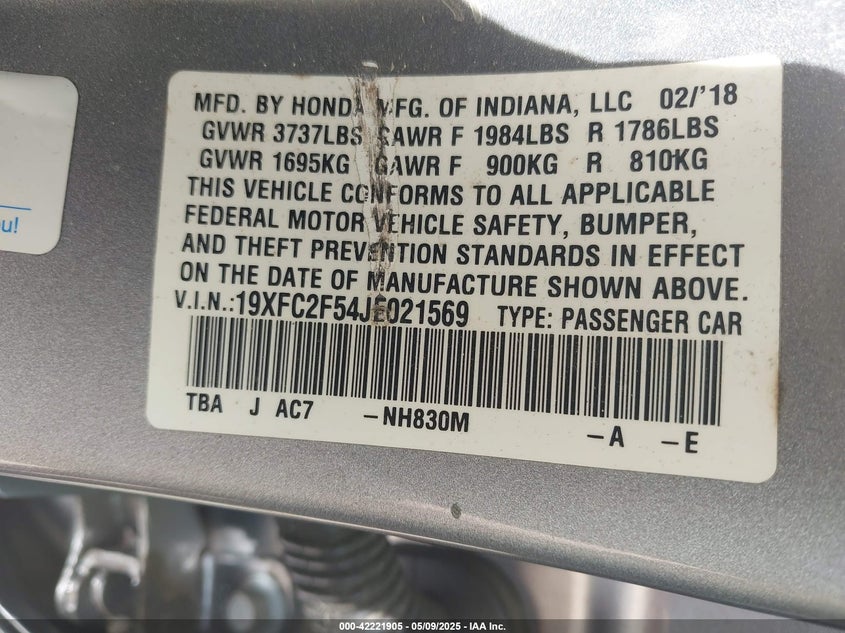 MFD. BY HONDA MFG. OF INDIANA, LLC 02/'18
GVWR 3737LBS GAWR F 1984LBS R 1786LBS
GVWR 1695KG GAWR F 900KG R 810KG
THIS VEHICLE CONFORMS TO ALL APPLICABLE
FEDERAL MOTOR VEHICLE SAFETY, BUMPER,
AND THEFT PREVENTION STANDARDS IN EFFECT
ON THE DATE OF MANUFACTURE SHOWN ABOVE.
V.I.N.:19XFC2F54JE021569 TYPE: PASSENGER CAR
TBA J AC7 -NH830M -A -E
000-42221905 - 05/09/2025 - IAA Inc.